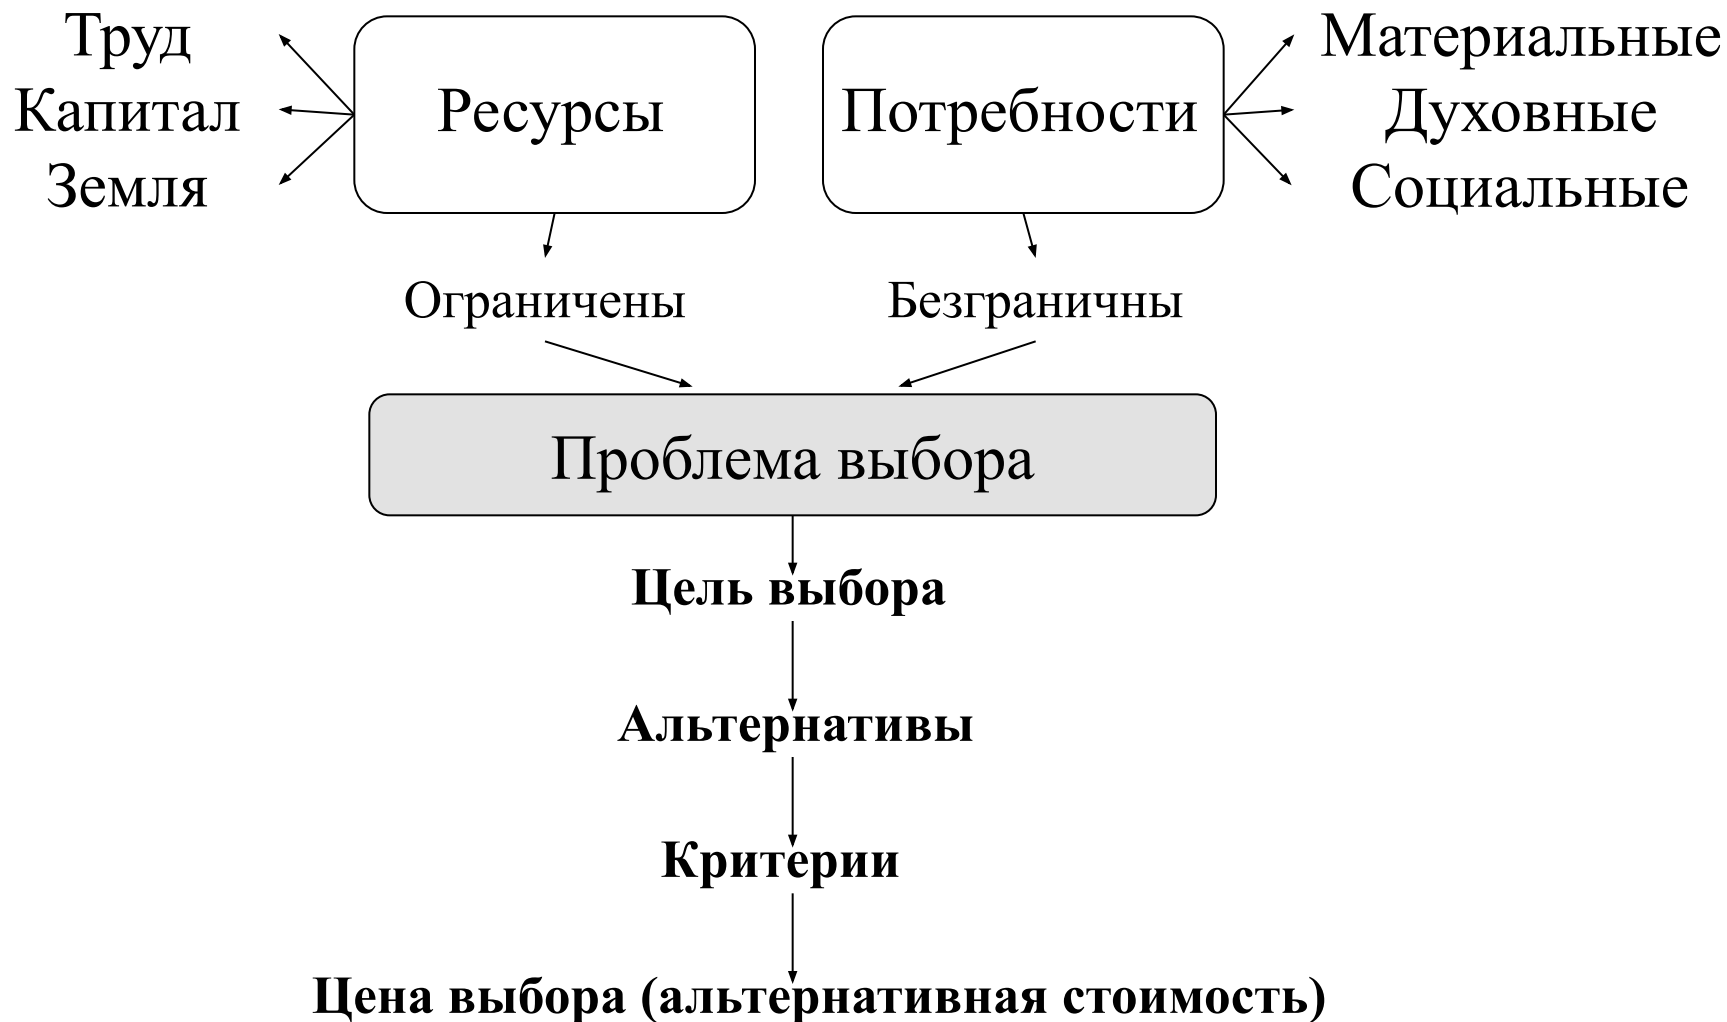 Труд
Капитал
Земля
Ресурсы
Потребности
Материальные
Духовные
Социальные
Ограничены
Безграничны
Проблема выбора
Цель выбора
Альтернативы
Критерии
Цена выбора (альтернативная стоимость)